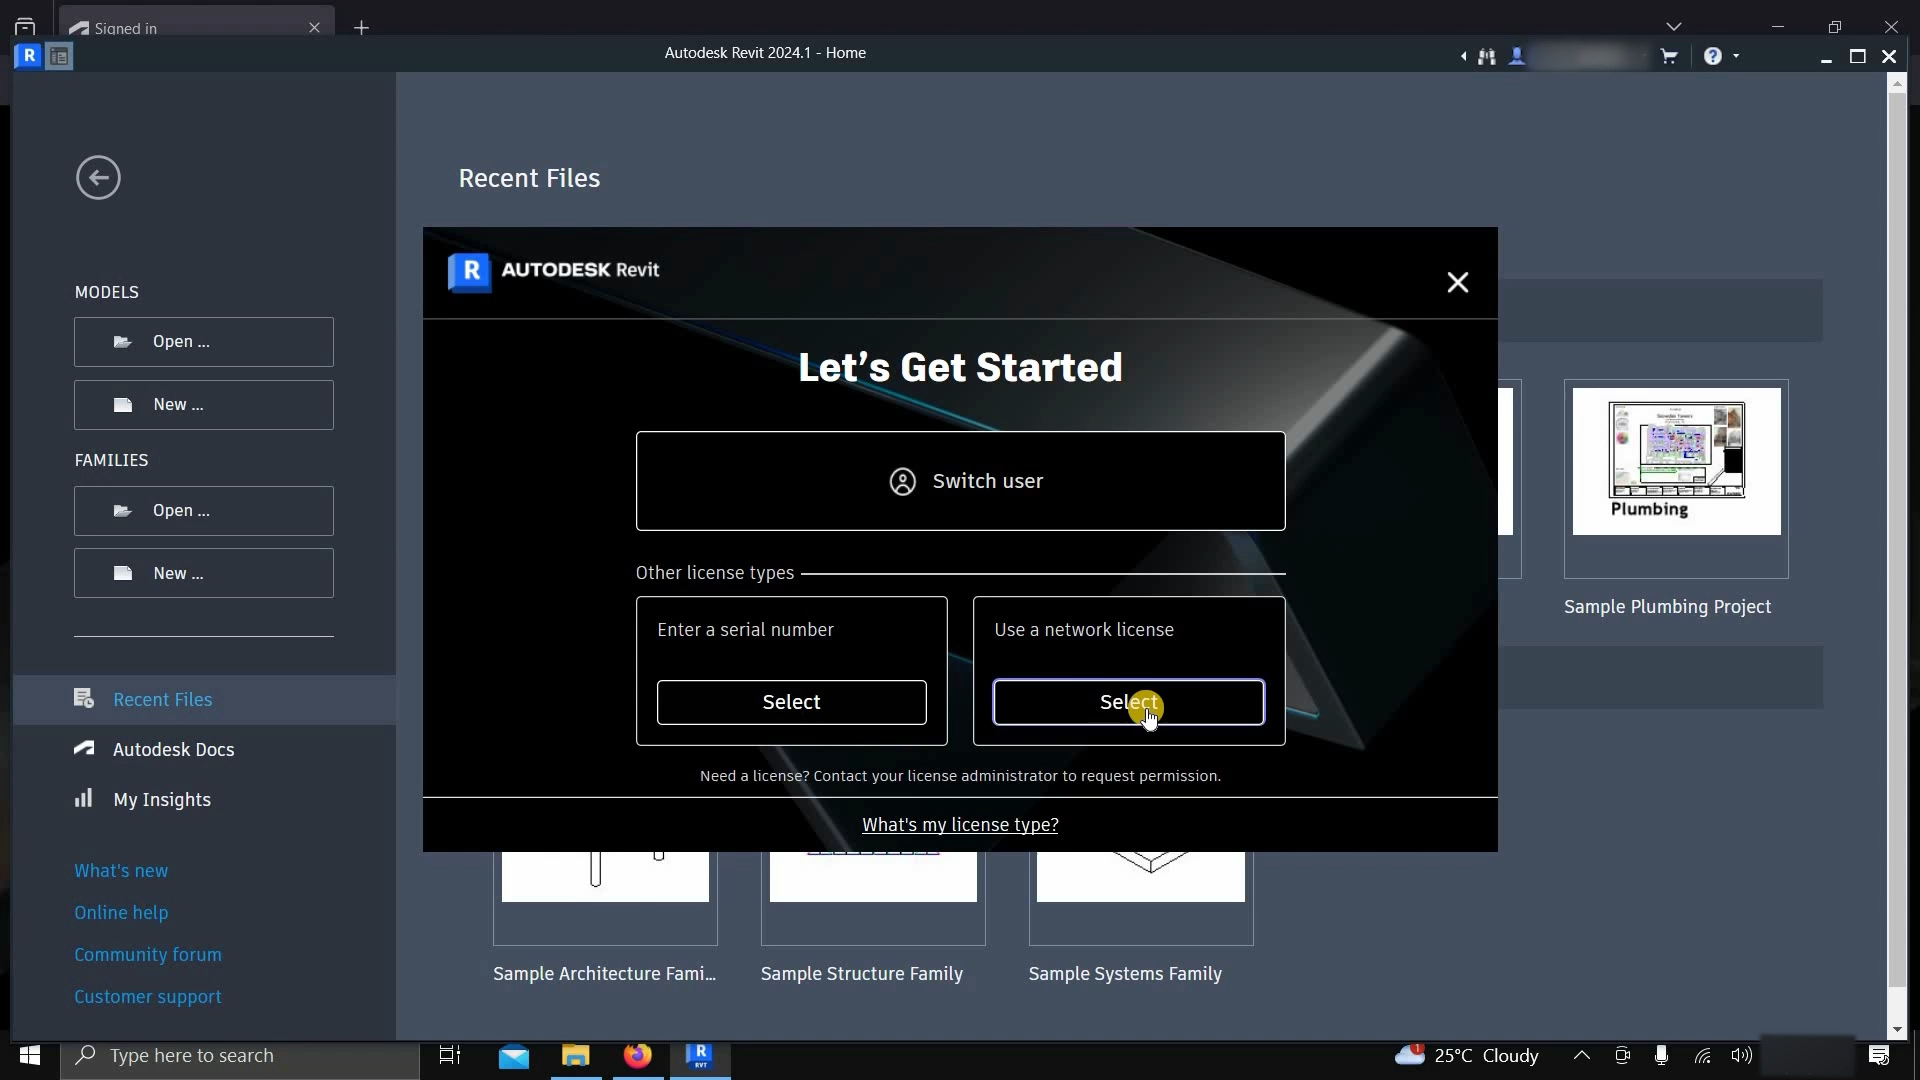 Signed in
R
Autodesk Revit 2024.1 - Home
Recent Files
MODELS
Open ...
New ...
FAMILIES
Open ...
New ...
Recent Files
Autodesk Docs
My Insights
What's new
Online help
Community forum
Customer support
R AUTODESK Revit
Let's Get Started
Switch user
Other license types
Enter a serial number
Use a network license
Select
Select
Need a license? Contact your license administrator to request permission.
What's my license type?
Plumbing
Sample Plumbing Project
Sample Architecture Fami...
Sample Structure Family
Sample Systems Family
Type here to search
R
RVT
1
25°C Cloudy